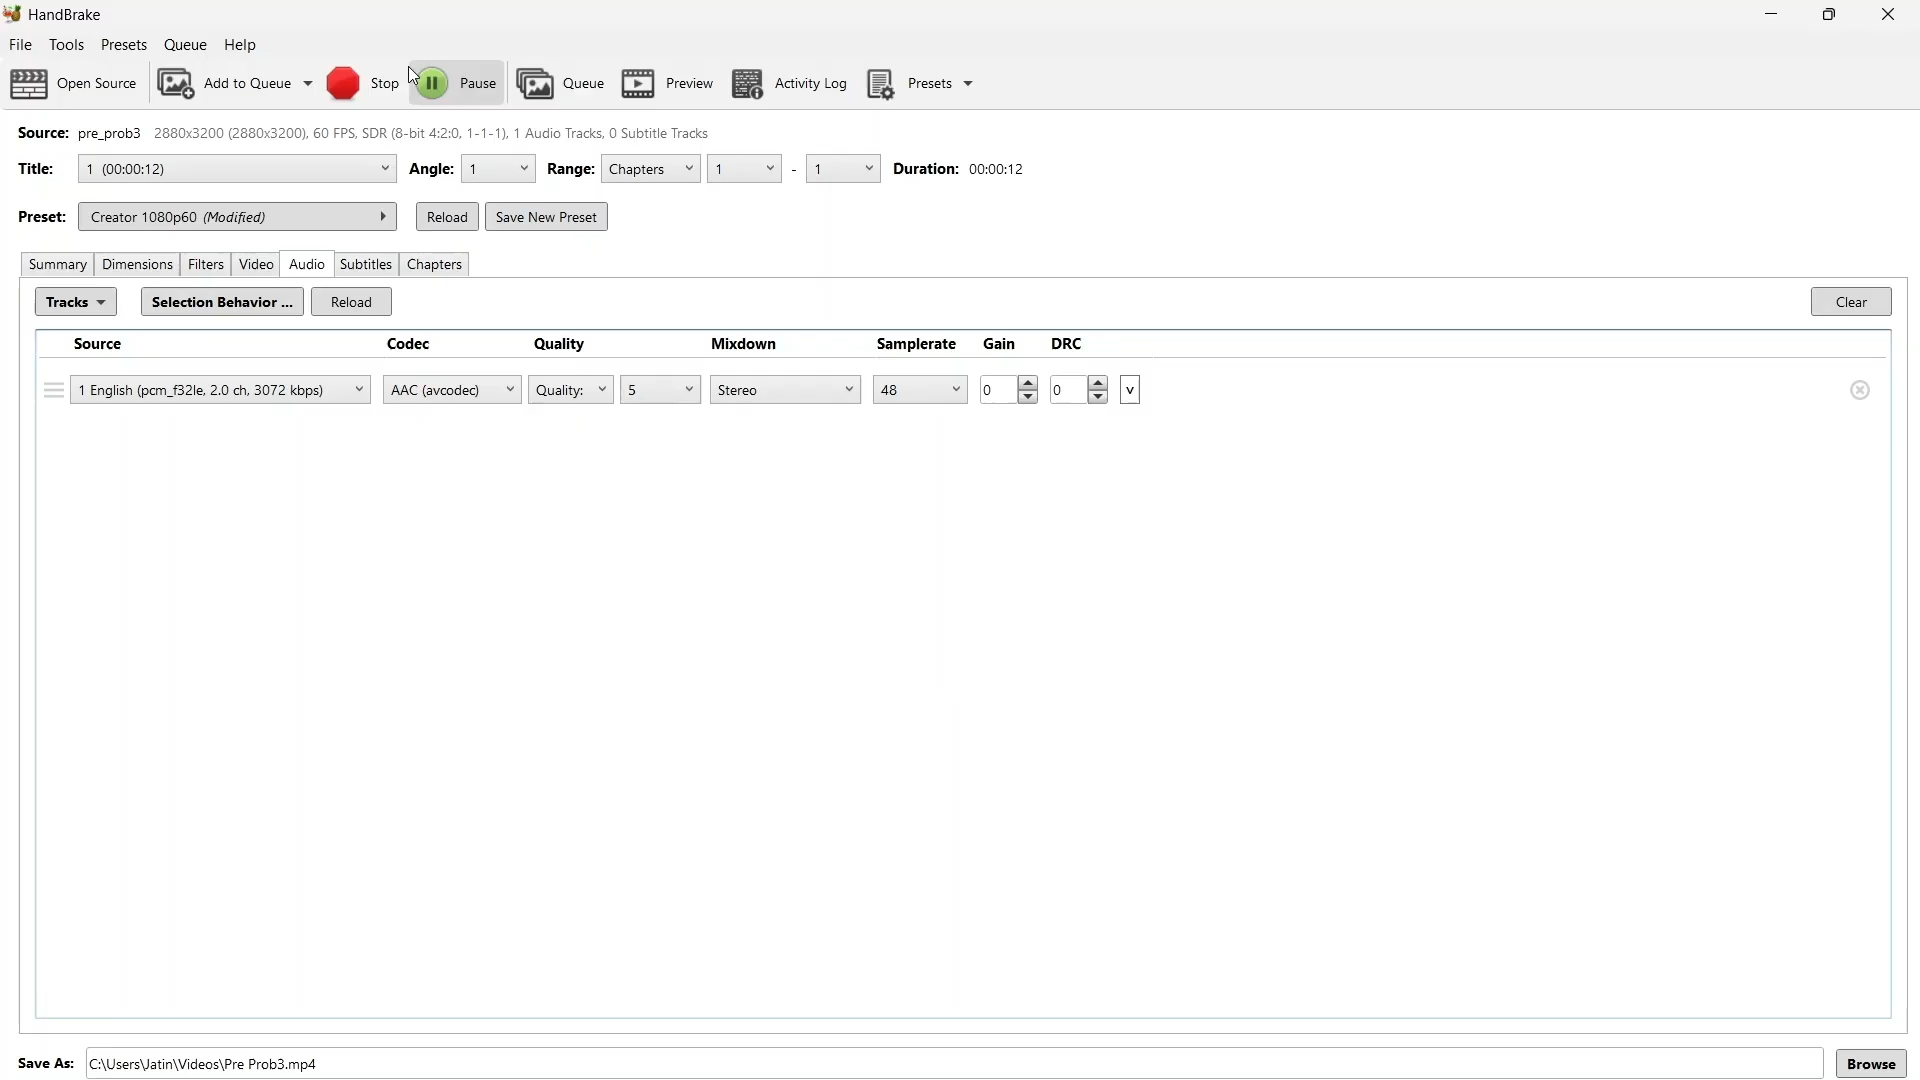 HandBrake
File Tools Presets Queue Help
Open Source Add to Queue Stop Pause Queue Preview Activity Log Presets
Source: pre_prob3 2880x3200 (2880x3200), 60 FPS, SDR (8-bit 4:2:0, 1-1-1), 1 Audio Tracks, 0 Subtitle Tracks
Title: 1 (00:00:12) Angle: 1 Range: Chapters 1 - 1 Duration: 00:00:12
Preset: Creator 1080p60 (Modified) Reload Save New Preset
Summary Dimensions Filters Video Audio Subtitles Chapters
Tracks Selection Behavior ... Reload Clear
Source Codec Quality Mixdown Samplerate Gain DRC
1 English (pcm_f32le, 2.0 ch, 3072 kbps) AAC (avcodec) Quality: 5 Stereo 48 0 0 v
Save As: C:\Users\Jatin\Videos\Pre Prob3.mp4 Browse